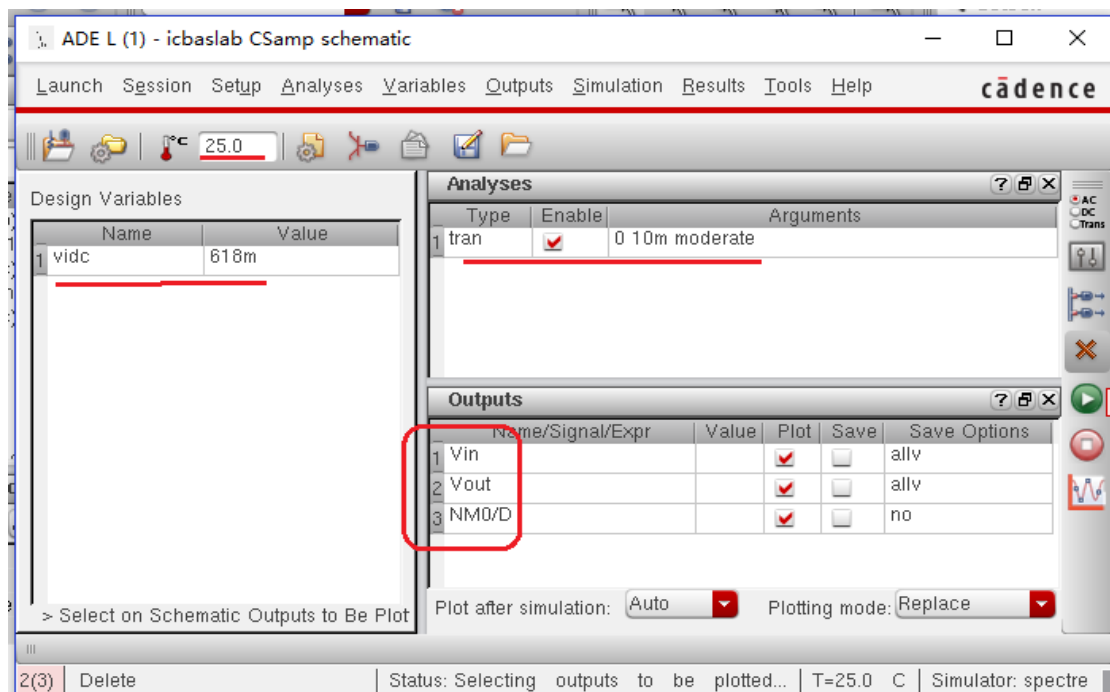 ADE L (1) - icbaslab CSamp schematic
Launch Session Setup Analyses Variables Outputs Simulation Results Tools Help cādence
°C 25.0
Design Variables
Name Value
1 vidc 618m
> Select on Schematic Outputs to Be Plot
Analyses
Type Enable Arguments
1 tran 0 10m moderate
AC
DC
Trans
Outputs
Name/Signal/Expr Value Plot Save Save Options
1 Vin allv
2 Vout allv
3 NM0/D no
Plot after simulation: Auto Plotting mode: Replace
2(3) Delete Status: Selecting outputs to be plotted... T=25.0 C Simulator: spectre